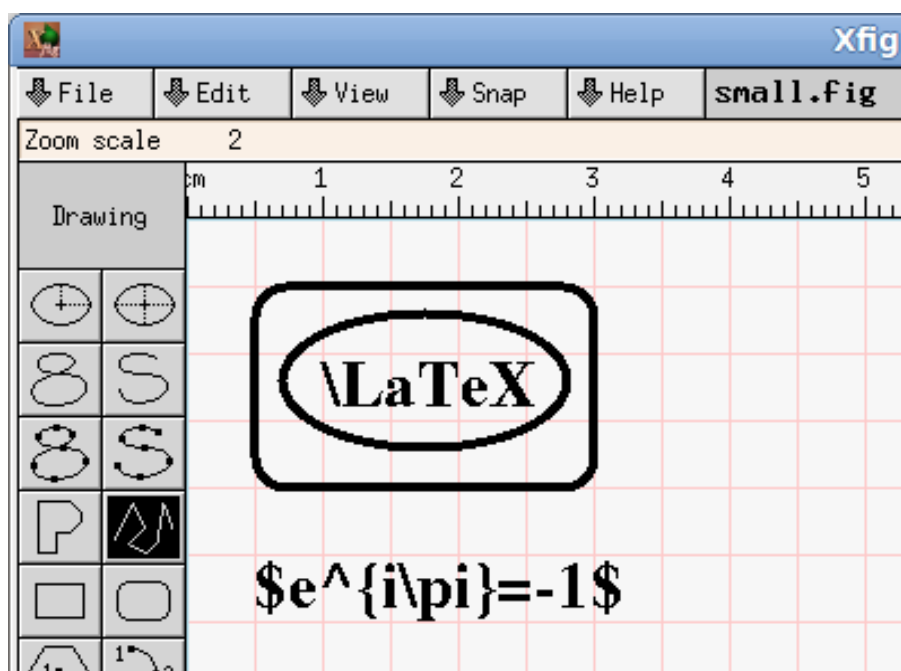 Xfig
File Edit View Snap Help small.fig
Zoom scale 2
cm 1 2 3 4 5
Drawing
\LaTeX
$e^{i\pi}=-1$